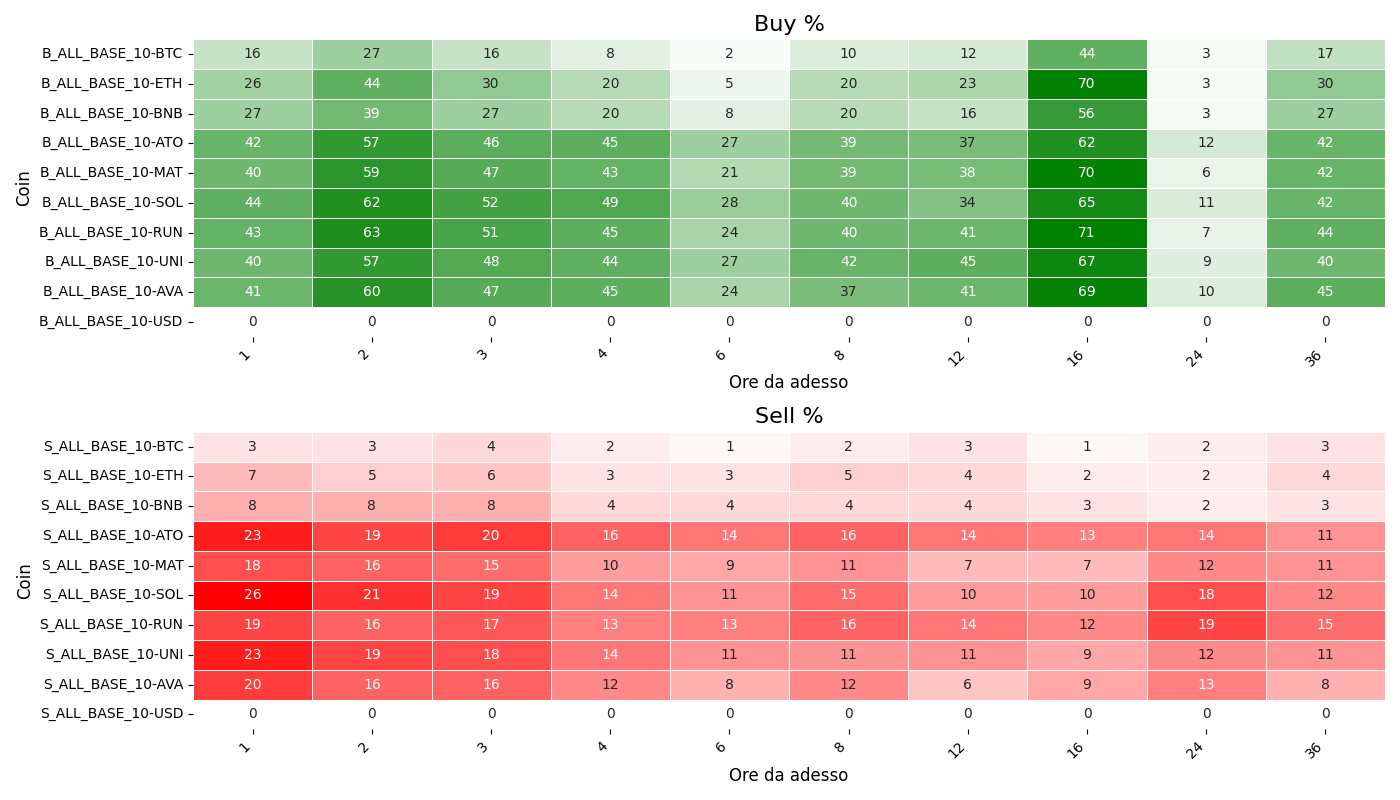 Buy %
Coin
B_ALL_BASE_10-BTC 16 27 16 8 2 10 12 44 3 17
B_ALL_BASE_10-ETH 26 44 30 20 5 20 23 70 3 30
B_ALL_BASE_10-BNB 27 39 27 20 8 20 16 56 3 27
B_ALL_BASE_10-ATO 42 57 46 45 27 39 37 62 12 42
B_ALL_BASE_10-MAT 40 59 47 43 21 39 38 70 6 42
B_ALL_BASE_10-SOL 44 62 52 49 28 40 34 65 11 42
B_ALL_BASE_10-RUN 43 63 51 45 24 40 41 71 7 44
B_ALL_BASE_10-UNI 40 57 48 44 27 42 45 67 9 40
B_ALL_BASE_10-AVA 41 60 47 45 24 37 41 69 10 45
B_ALL_BASE_10-USD 0 0 0 0 0 0 0 0 0 0
1 2 3 4 6 8 12 16 24 36
Ore da adesso
Sell %
Coin
S_ALL_BASE_10-BTC 3 3 4 2 1 2 3 1 2 3
S_ALL_BASE_10-ETH 7 5 6 3 3 5 4 2 2 4
S_ALL_BASE_10-BNB 8 8 8 4 4 4 4 3 2 3
S_ALL_BASE_10-ATO 23 19 20 16 14 16 14 13 14 11
S_ALL_BASE_10-MAT 18 16 15 10 9 11 7 7 12 11
S_ALL_BASE_10-SOL 26 21 19 14 11 15 10 10 18 12
S_ALL_BASE_10-RUN 19 16 17 13 13 16 14 12 19 15
S_ALL_BASE_10-UNI 23 19 18 14 11 11 11 9 12 11
S_ALL_BASE_10-AVA 20 16 16 12 8 12 6 9 13 8
S_ALL_BASE_10-USD 0 0 0 0 0 0 0 0 0 0
1 2 3 4 6 8 12 16 24 36
Ore da adesso